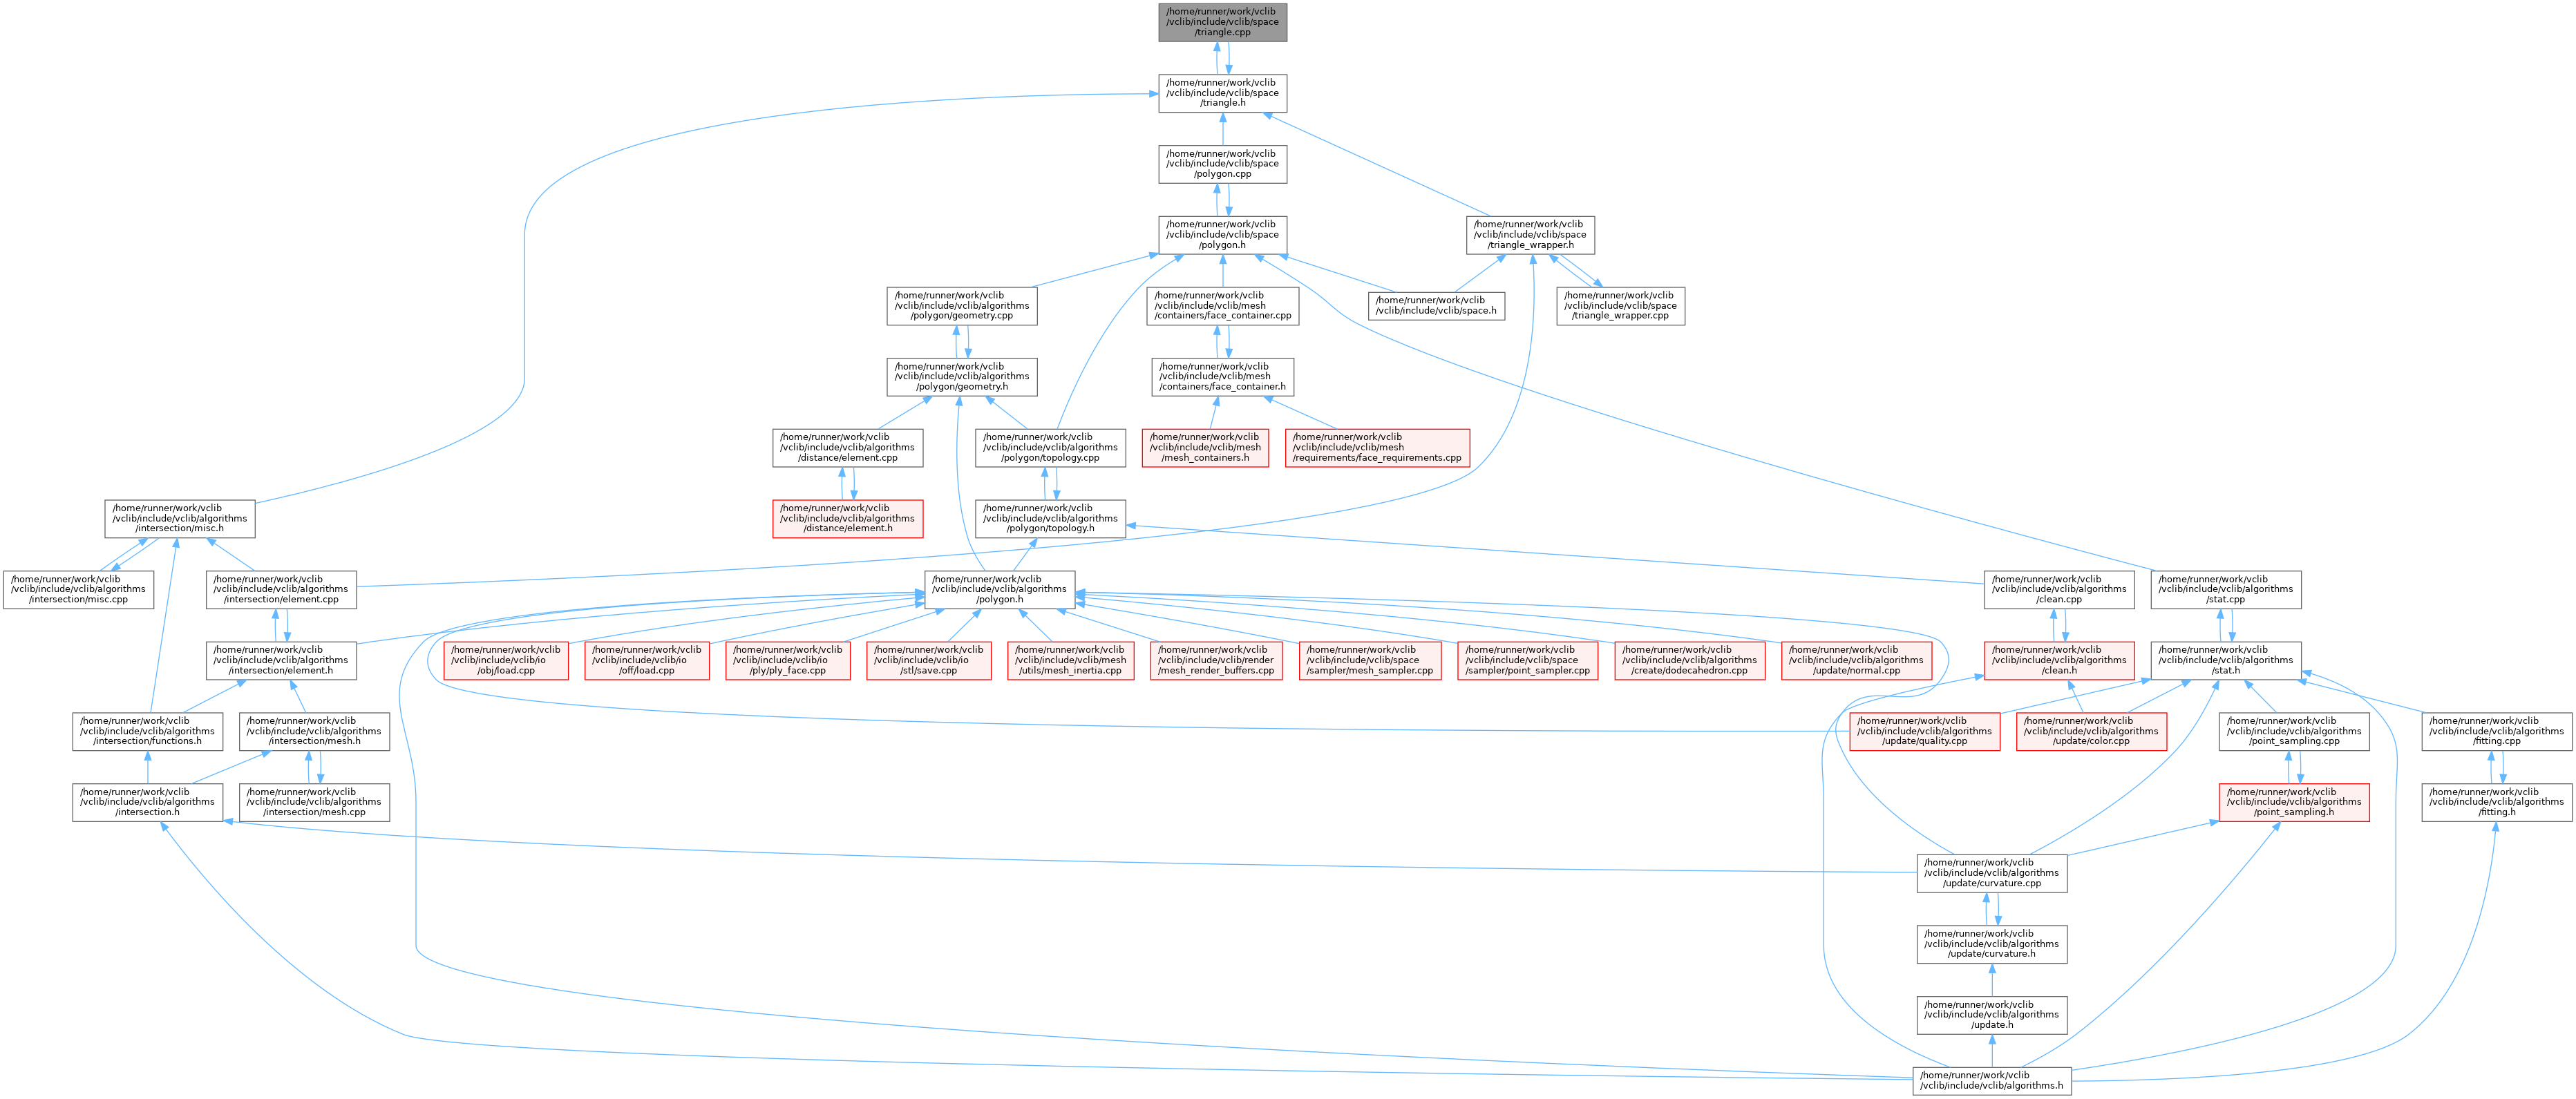 /home/runner/work/vclib
/vclib/include/vclib/space
/triangle.cpp
/home/runner/work/vclib
/vclib/include/vclib/space
/triangle.h
/home/runner/work/vclib
/vclib/include/vclib/space
/polygon.cpp
/home/runner/work/vclib
/vclib/include/vclib/space
/polygon.h
/home/runner/work/vclib
/vclib/include/vclib/space
/triangle_wrapper.h
/home/runner/work/vclib
/vclib/include/vclib/algorithms
/polygon/geometry.cpp
/home/runner/work/vclib
/vclib/include/vclib/mesh
/containers/face_container.cpp
/home/runner/work/vclib
/vclib/include/vclib/space.h
/home/runner/work/vclib
/vclib/include/vclib/space
/triangle_wrapper.cpp
/home/runner/work/vclib
/vclib/include/vclib/algorithms
/polygon/geometry.h
/home/runner/work/vclib
/vclib/include/vclib/mesh
/containers/face_container.h
/home/runner/work/vclib
/vclib/include/vclib/algorithms
/distance/element.cpp
/home/runner/work/vclib
/vclib/include/vclib/algorithms
/polygon/topology.cpp
/home/runner/work/vclib
/vclib/include/vclib/mesh
/mesh_containers.h
/home/runner/work/vclib
/vclib/include/vclib/mesh
/requirements/face_requirements.cpp
/home/runner/work/vclib
/vclib/include/vclib/algorithms
/intersection/misc.h
/home/runner/work/vclib
/vclib/include/vclib/algorithms
/distance/element.h
/home/runner/work/vclib
/vclib/include/vclib/algorithms
/polygon/topology.h
/home/runner/work/vclib
/vclib/include/vclib/algorithms
/intersection/misc.cpp
/home/runner/work/vclib
/vclib/include/vclib/algorithms
/intersection/element.cpp
/home/runner/work/vclib
/vclib/include/vclib/algorithms
/polygon.h
/home/runner/work/vclib
/vclib/include/vclib/algorithms
/clean.cpp
/home/runner/work/vclib
/vclib/include/vclib/algorithms
/stat.cpp
/home/runner/work/vclib
/vclib/include/vclib/algorithms
/intersection/element.h
/home/runner/work/vclib
/vclib/include/vclib/io
/obj/load.cpp
/home/runner/work/vclib
/vclib/include/vclib/io
/off/load.cpp
/home/runner/work/vclib
/vclib/include/vclib/io
/ply/ply_face.cpp
/home/runner/work/vclib
/vclib/include/vclib/io
/stl/save.cpp
/home/runner/work/vclib
/vclib/include/vclib/mesh
/utils/mesh_inertia.cpp
/home/runner/work/vclib
/vclib/include/vclib/render
/mesh_render_buffers.cpp
/home/runner/work/vclib
/vclib/include/vclib/space
/sampler/mesh_sampler.cpp
/home/runner/work/vclib
/vclib/include/vclib/space
/sampler/point_sampler.cpp
/home/runner/work/vclib
/vclib/include/vclib/algorithms
/create/dodecahedron.cpp
/home/runner/work/vclib
/vclib/include/vclib/algorithms
/update/normal.cpp
/home/runner/work/vclib
/vclib/include/vclib/algorithms
/clean.h
/home/runner/work/vclib
/vclib/include/vclib/algorithms
/stat.h
/home/runner/work/vclib
/vclib/include/vclib/algorithms
/intersection/functions.h
/home/runner/work/vclib
/vclib/include/vclib/algorithms
/intersection/mesh.h
/home/runner/work/vclib
/vclib/include/vclib/algorithms
/update/quality.cpp
/home/runner/work/vclib
/vclib/include/vclib/algorithms
/update/color.cpp
/home/runner/work/vclib
/vclib/include/vclib/algorithms
/point_sampling.cpp
/home/runner/work/vclib
/vclib/include/vclib/algorithms
/fitting.cpp
/home/runner/work/vclib
/vclib/include/vclib/algorithms
/intersection.h
/home/runner/work/vclib
/vclib/include/vclib/algorithms
/intersection/mesh.cpp
/home/runner/work/vclib
/vclib/include/vclib/algorithms
/point_sampling.h
/home/runner/work/vclib
/vclib/include/vclib/algorithms
/fitting.h
/home/runner/work/vclib
/vclib/include/vclib/algorithms
/update/curvature.cpp
/home/runner/work/vclib
/vclib/include/vclib/algorithms
/update/curvature.h
/home/runner/work/vclib
/vclib/include/vclib/algorithms
/update.h
/home/runner/work/vclib
/vclib/include/vclib/algorithms.h